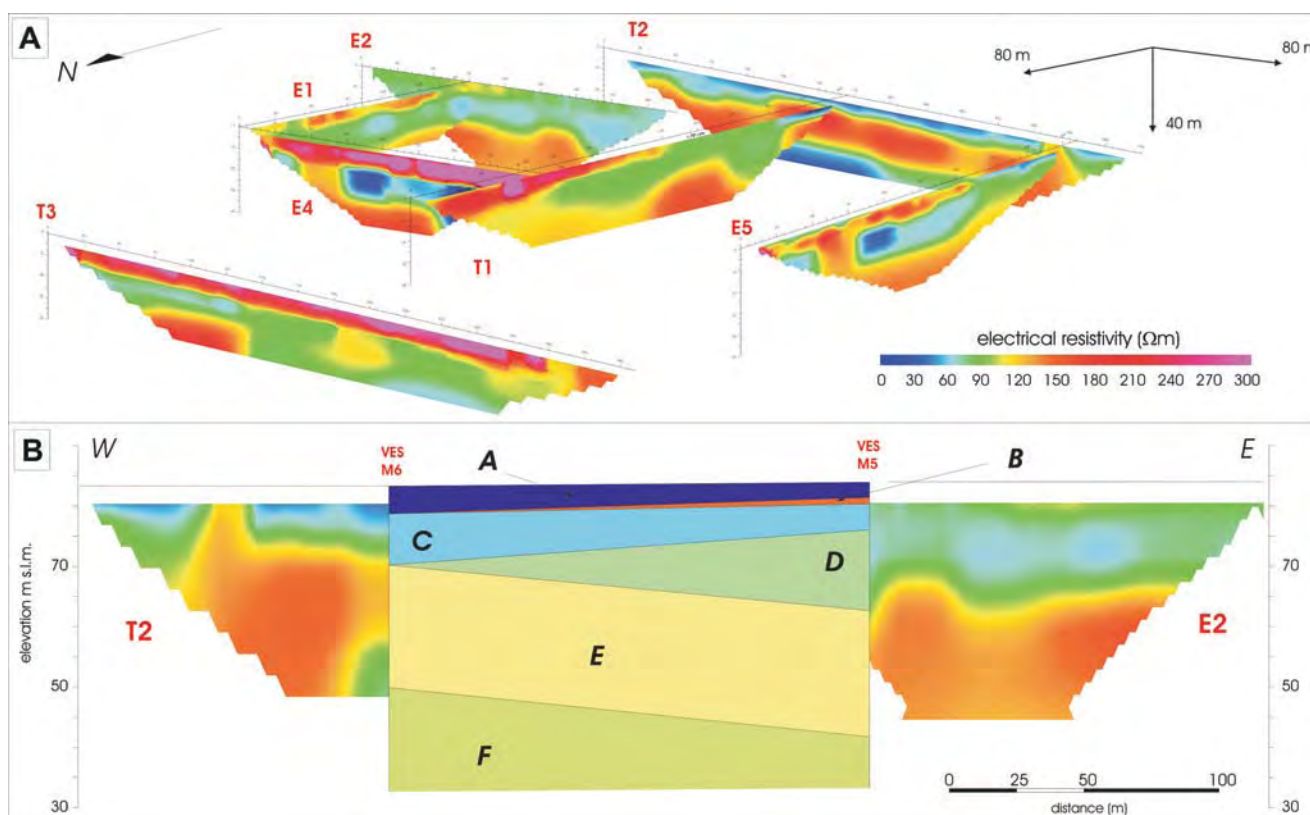 A
N
E2
T2
80 m
80 m
E1
40 m
E4
T3
E5
T1
electrical resistivity (Ωm)
0 30 60 90 120 150 180 210 240 270 300
B
W
VES
M6
A
VES
M5
B
E
C
D
70
70
elevation m s.l.m.
T2
E2
E
50
50
F
0 25 50 100
distance (m)
30
30